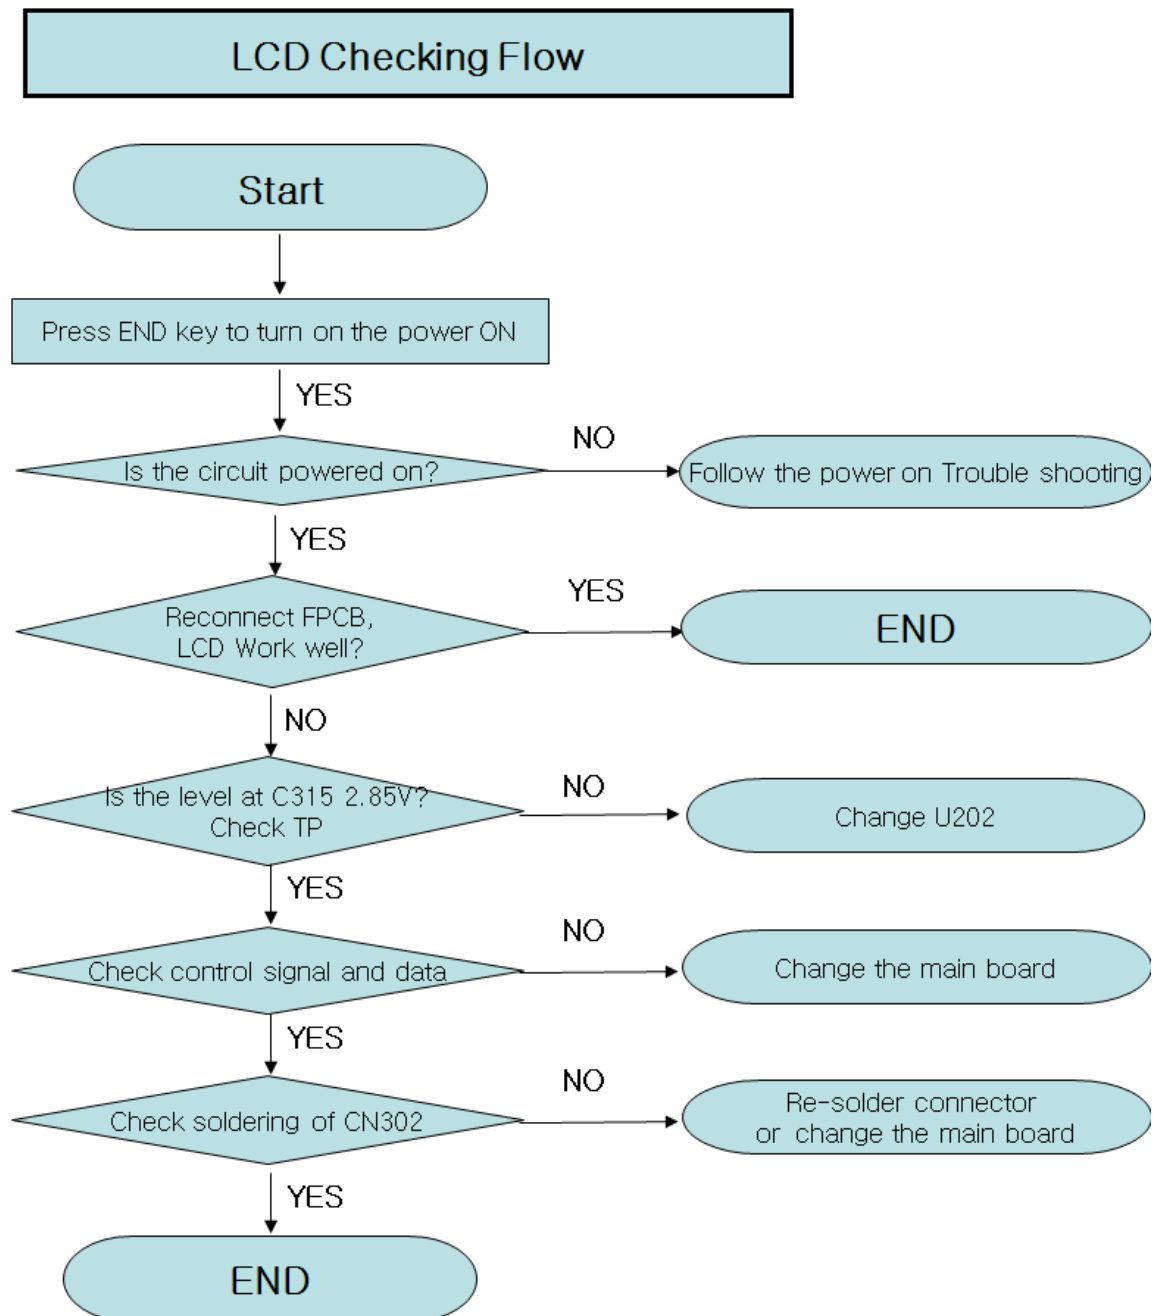 LCD Checking Flow
Start
Press END key to turn on the power ON
YES
Is the circuit powered on?
NO
Follow the power on Trouble shooting
YES
Reconnect FPCB,
LCD Work well?
YES
END
NO
Is the level at C315 2.85V?
Check TP
NO
Change U202
YES
Check control signal and data
NO
Change the main board
YES
Check soldering of CN302
NO
Re-solder connector
or change the main board
YES
END